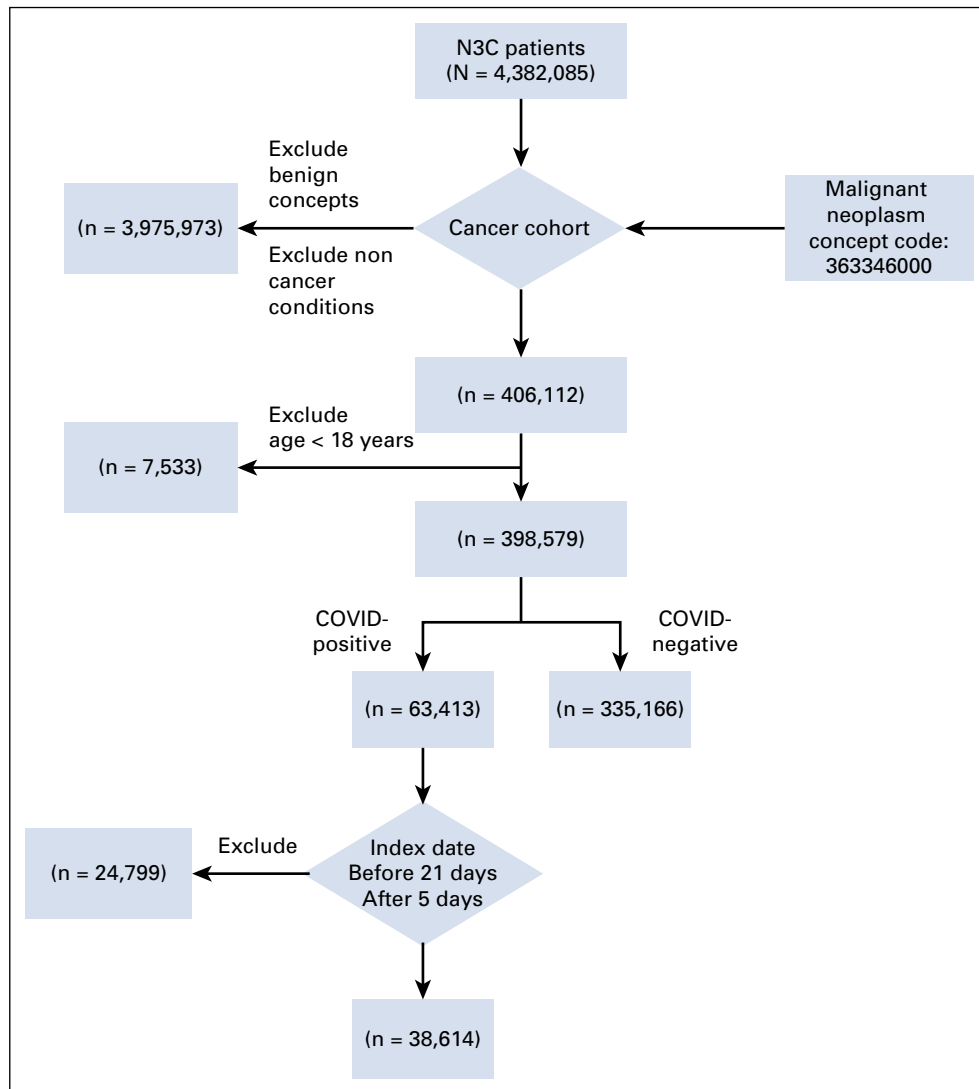 N3C patients
(N = 4,382,085)
Exclude
benign
concepts
(n = 3,975,973)
Cancer cohort
Malignant
neoplasm
concept code:
363346000
Exclude non
cancer
conditions
(n = 406,112)
Exclude
age < 18 years
(n = 7,533)
(n = 398,579)
COVID-
positive
COVID-
negative
(n = 63,413)
(n = 335,166)
Exclude
(n = 24,799)
Index date
Before 21 days
After 5 days
(n = 38,614)